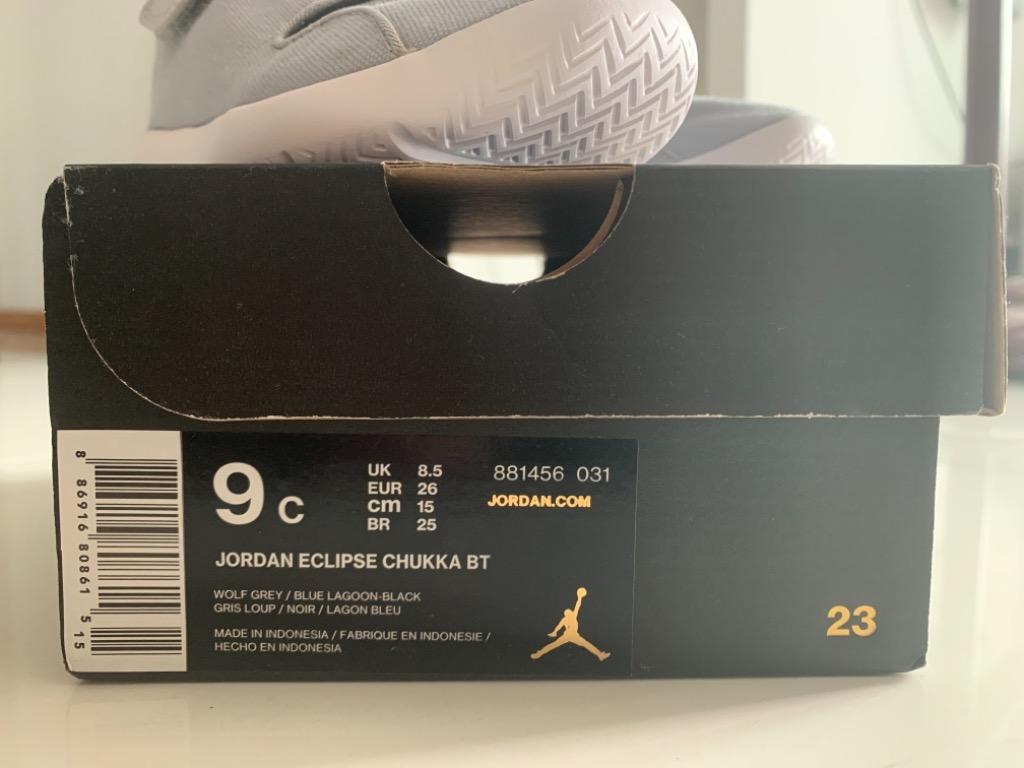 8 86916 80861 5 15
9 C
UK 8.5
EUR 26
cm 15
BR 25
881456 031
JORDAN.COM
JORDAN ECLIPSE CHUKKA BT
WOLF GREY / BLUE LAGOON-BLACK
GRIS LOUP / NOIR / LAGON BLEU
MADE IN INDONESIA / FABRIQUE EN INDONESIE /
HECHO EN INDONESIA
23